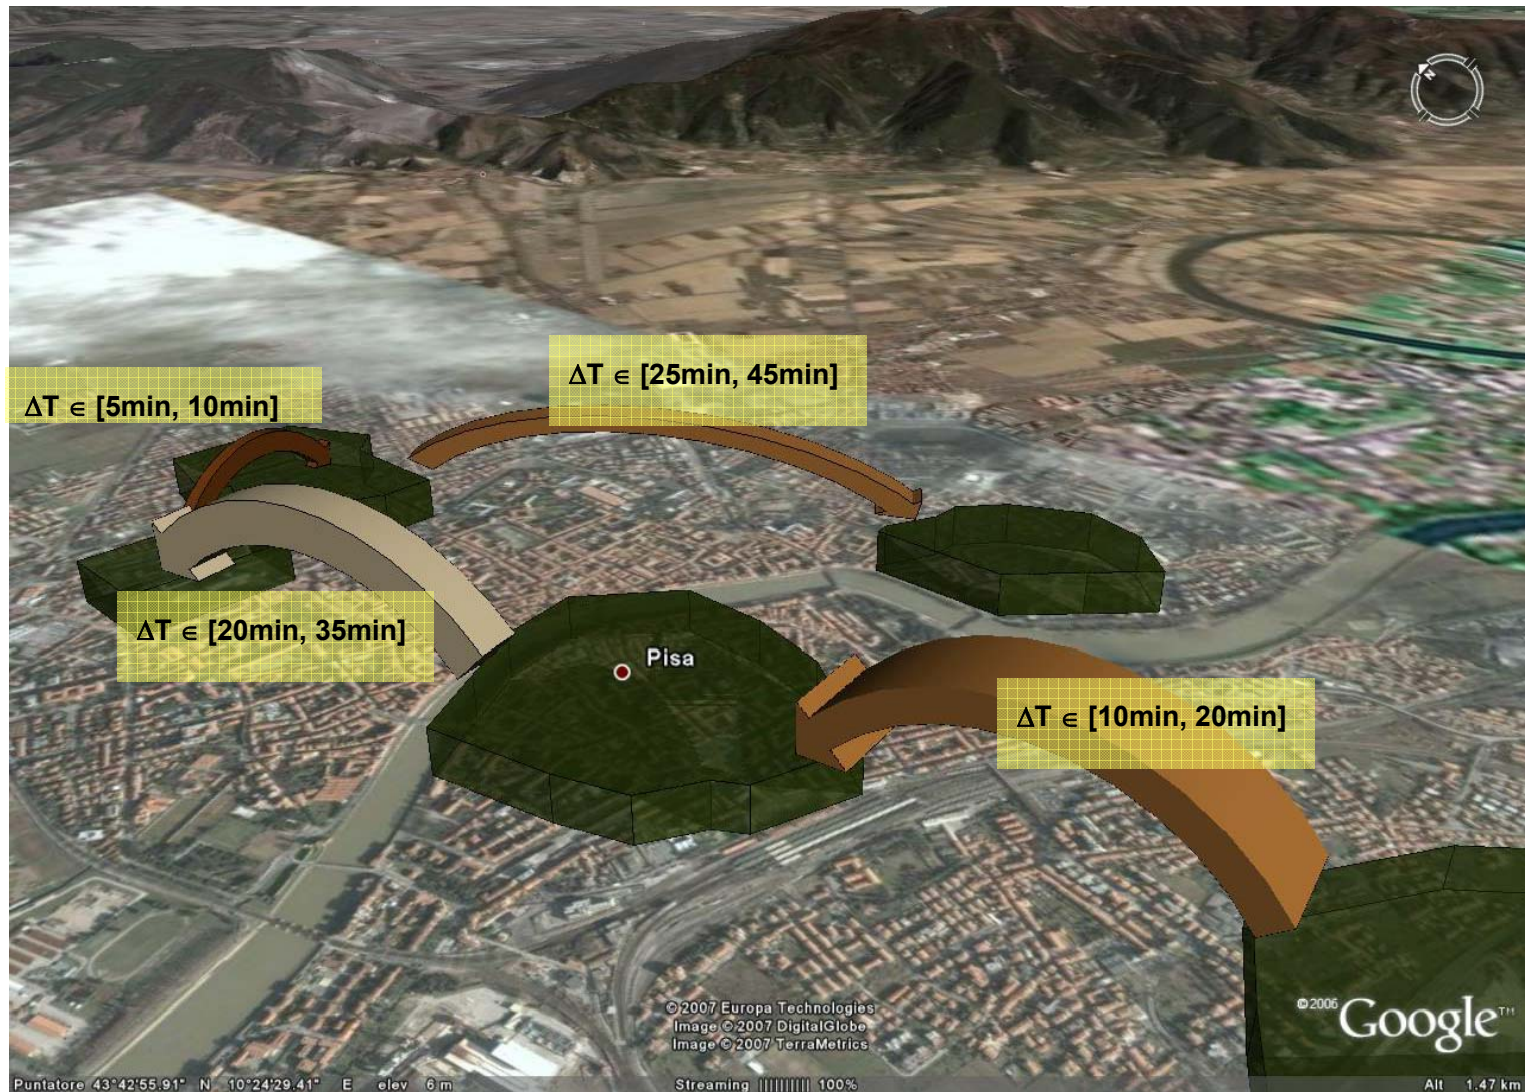 N
ΔT ∈ [25min, 45min]
ΔT ∈ [5min, 10min]
ΔT ∈ [20min, 35min]
Pisa
ΔT ∈ [10min, 20min]
© 2007 Europa Technologies
Image © 2007 DigitalGlobe
Image © 2007 TerraMetrics
©2006 Google™
Puntatore 43°42'55.91" N 10°24'29.41" E elev 6 m Streaming |||||||||| 100% Alt 1.47 km